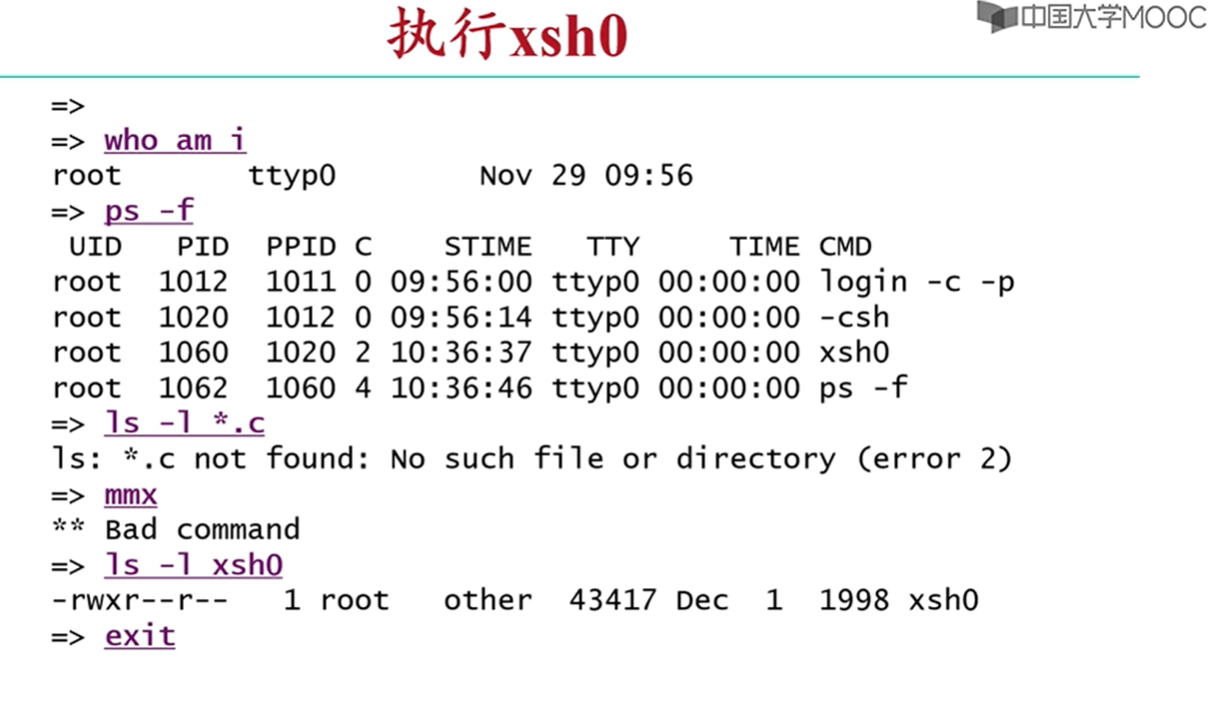 执行xsh0
中国大学MOOC
=>
=> who am i
root ttyp0 Nov 29 09:56
=> ps -f
UID PID PPID C STIME TTY TIME CMD
root 1012 1011 0 09:56:00 ttyp0 00:00:00 login -c -p
root 1020 1012 0 09:56:14 ttyp0 00:00:00 -csh
root 1060 1020 2 10:36:37 ttyp0 00:00:00 xsh0
root 1062 1060 4 10:36:46 ttyp0 00:00:00 ps -f
=> ls -l *.c
ls: *.c not found: No such file or directory (error 2)
=> mmx
** Bad command
=> ls -l xsh0
-rwxr--r-- 1 root other 43417 Dec 1 1998 xsh0
=> exit